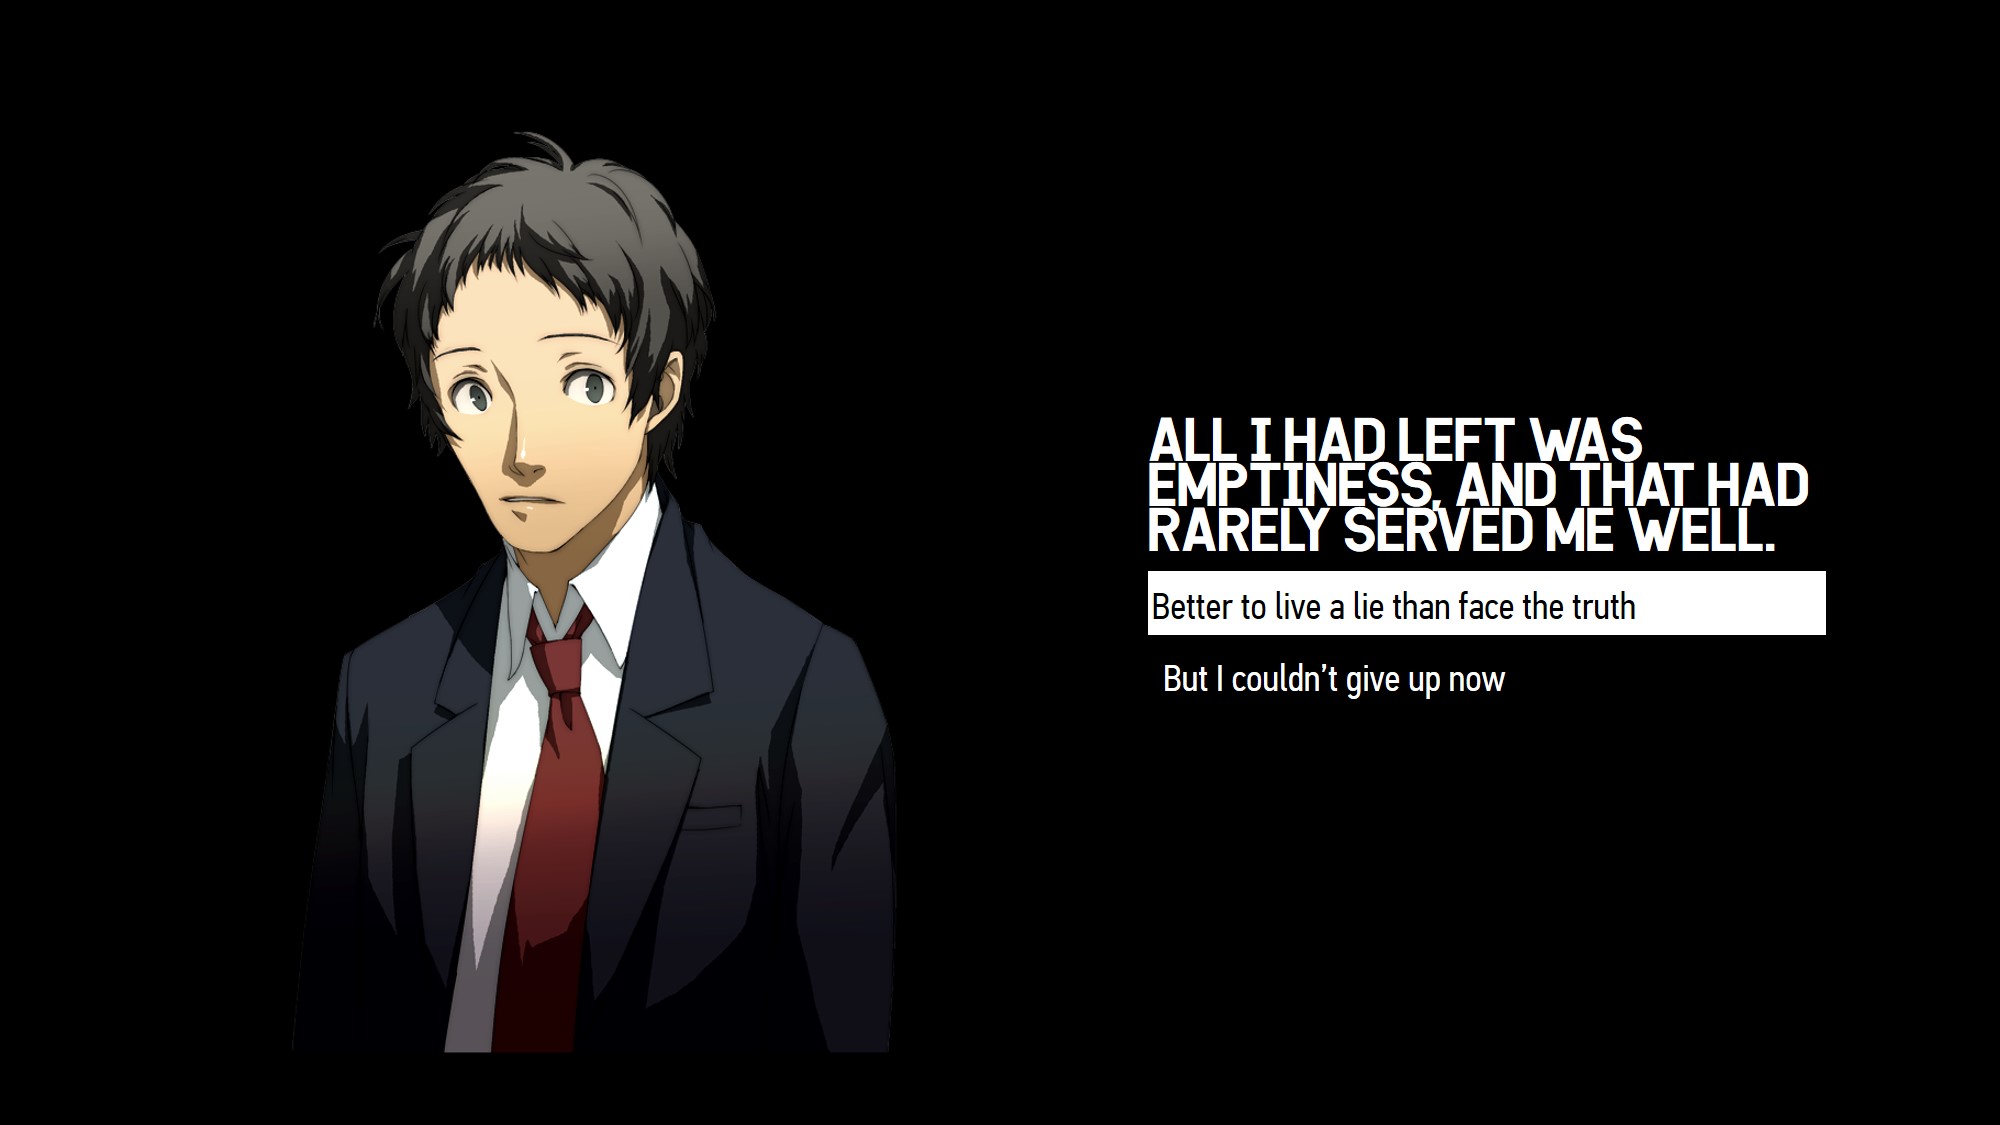 ALL I HAD LEFT WAS
EMPTINESS, AND THAT HAD
RARELY SERVED ME WELL.
Better to live a lie than face the truth
But I couldn’t give up now